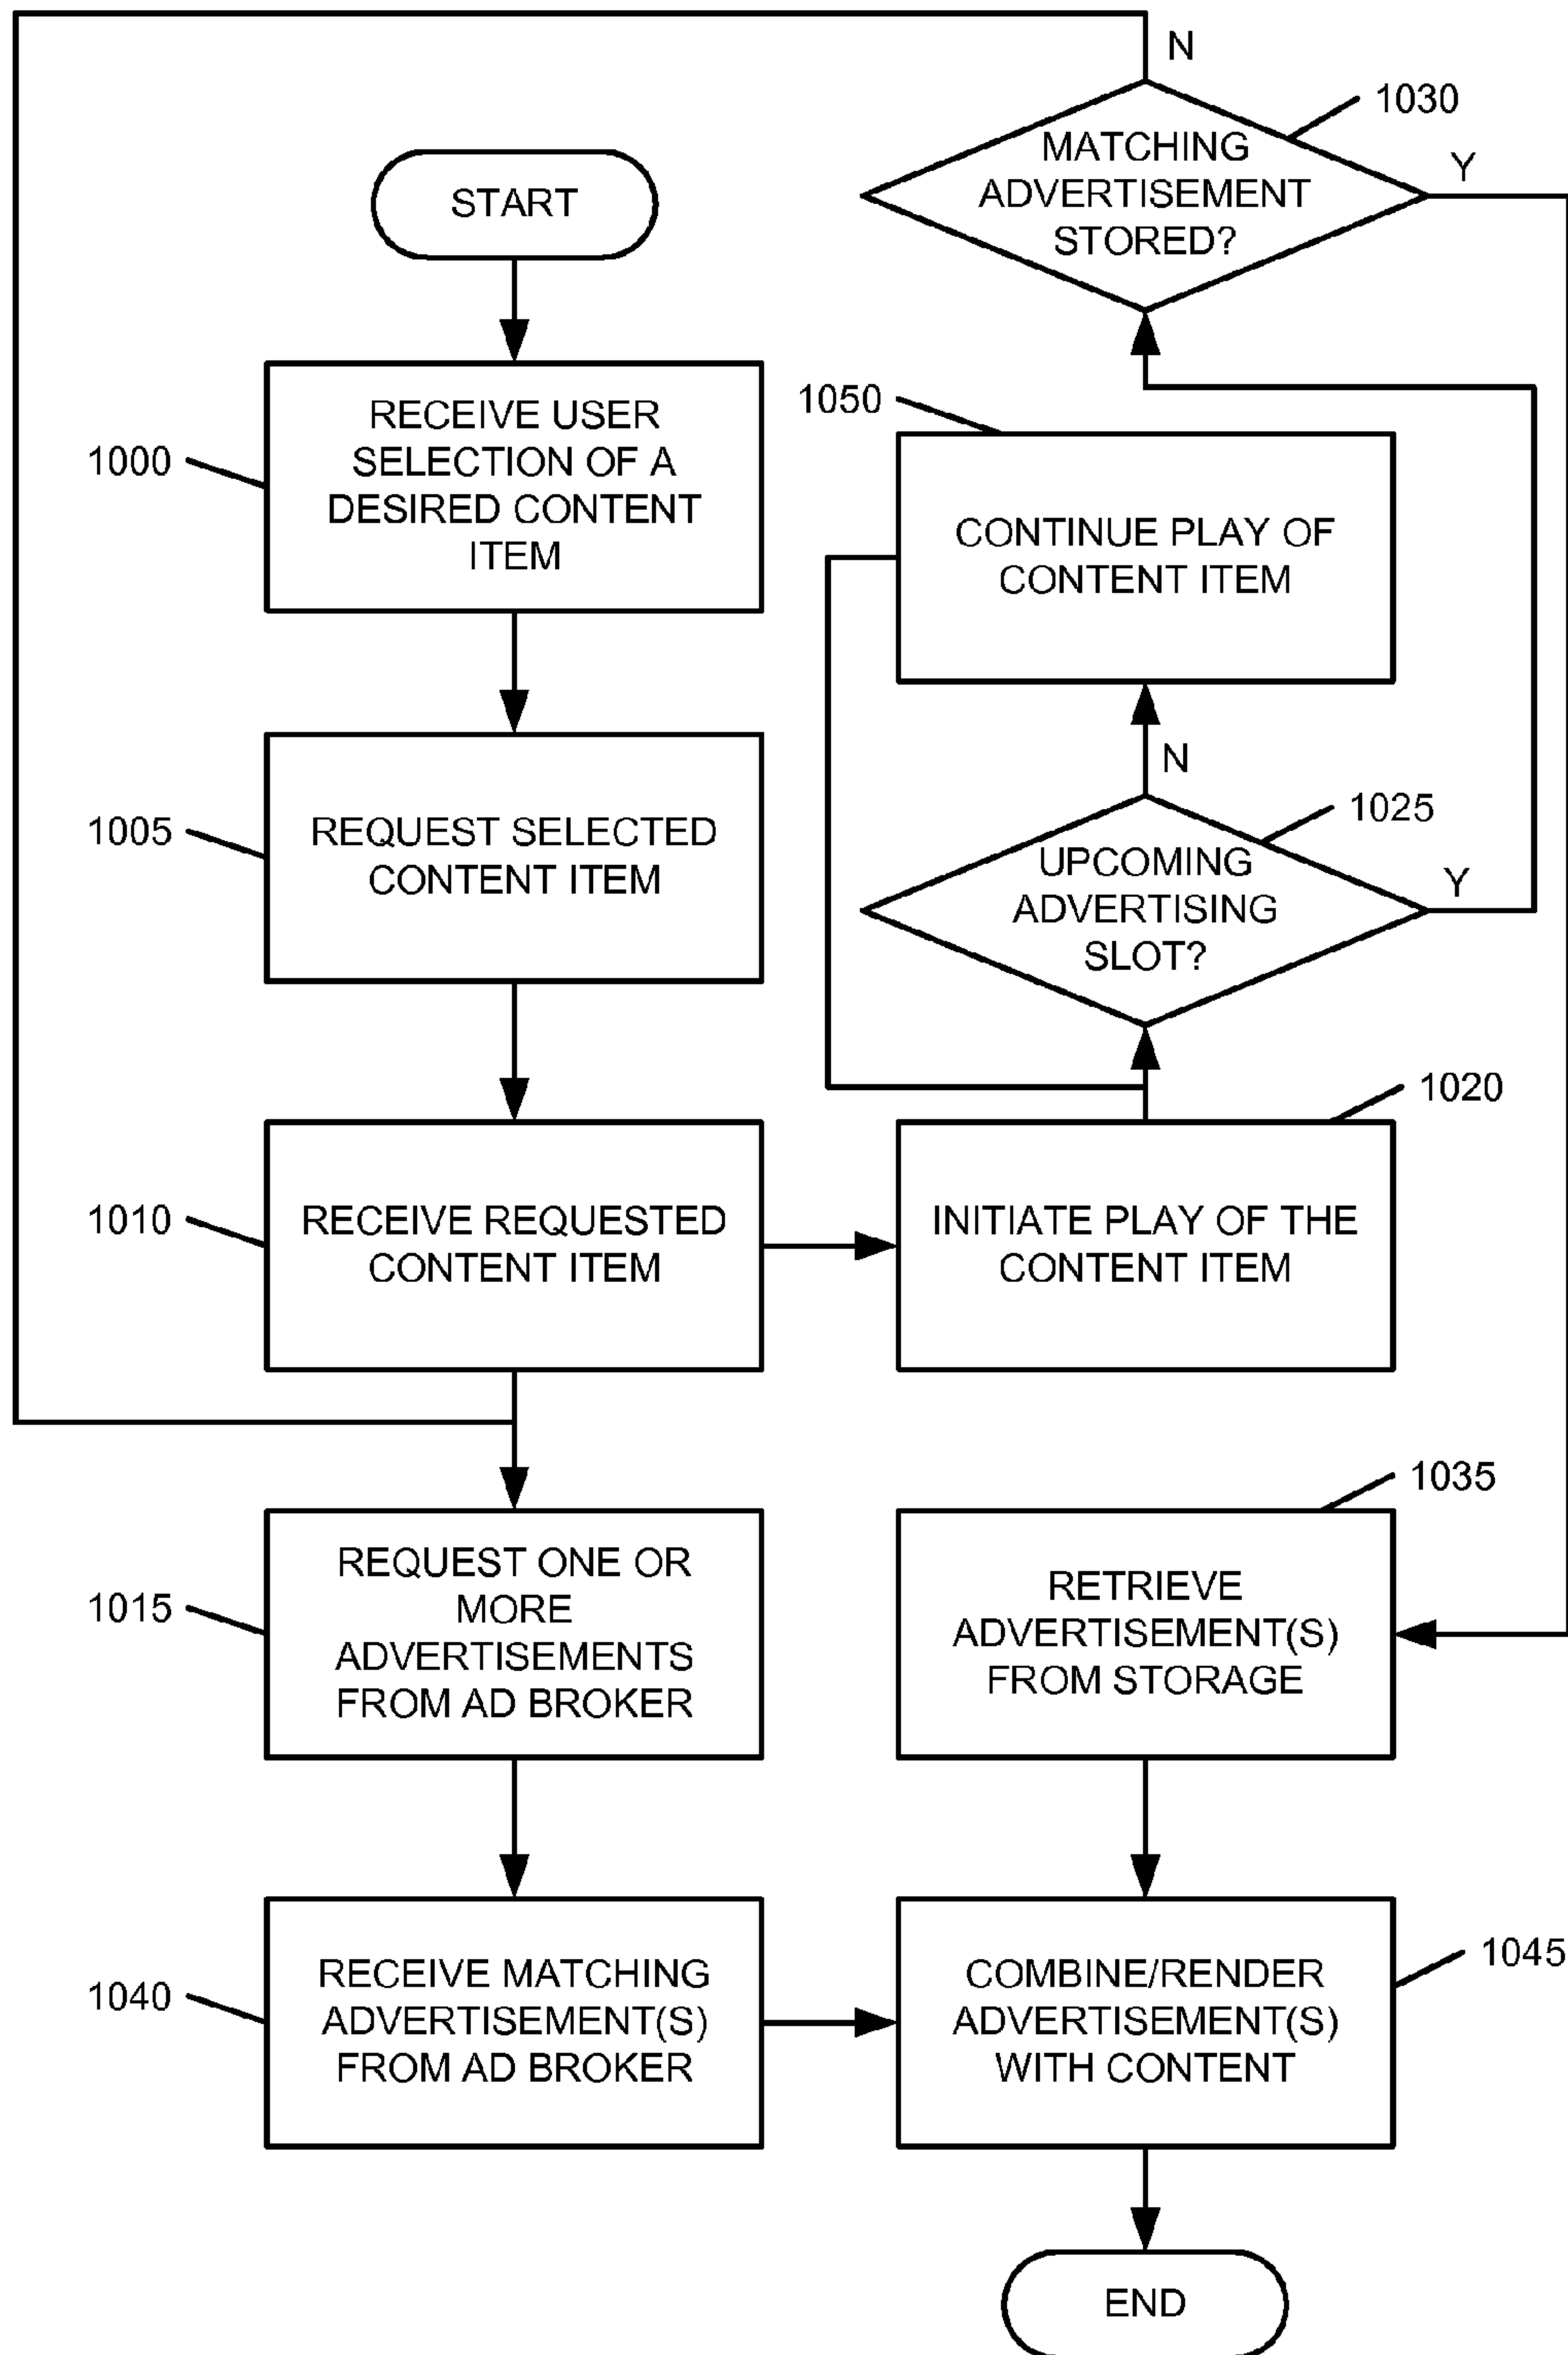 START
1000
RECEIVE USER
SELECTION OF A
DESIRED CONTENT
ITEM
1005
REQUEST SELECTED
CONTENT ITEM
1010
RECEIVE REQUESTED
CONTENT ITEM
1015
REQUEST ONE OR
MORE
ADVERTISEMENTS
FROM AD BROKER
1040
RECEIVE MATCHING
ADVERTISEMENT(S)
FROM AD BROKER
N
1030
MATCHING
ADVERTISEMENT
STORED?
Y
1050
CONTINUE PLAY OF
CONTENT ITEM
N
1025
UPCOMING
ADVERTISING
SLOT?
Y
1020
INITIATE PLAY OF THE
CONTENT ITEM
1035
RETRIEVE
ADVERTISEMENT(S)
FROM STORAGE
1045
COMBINE/RENDER
ADVERTISEMENT(S)
WITH CONTENT
END